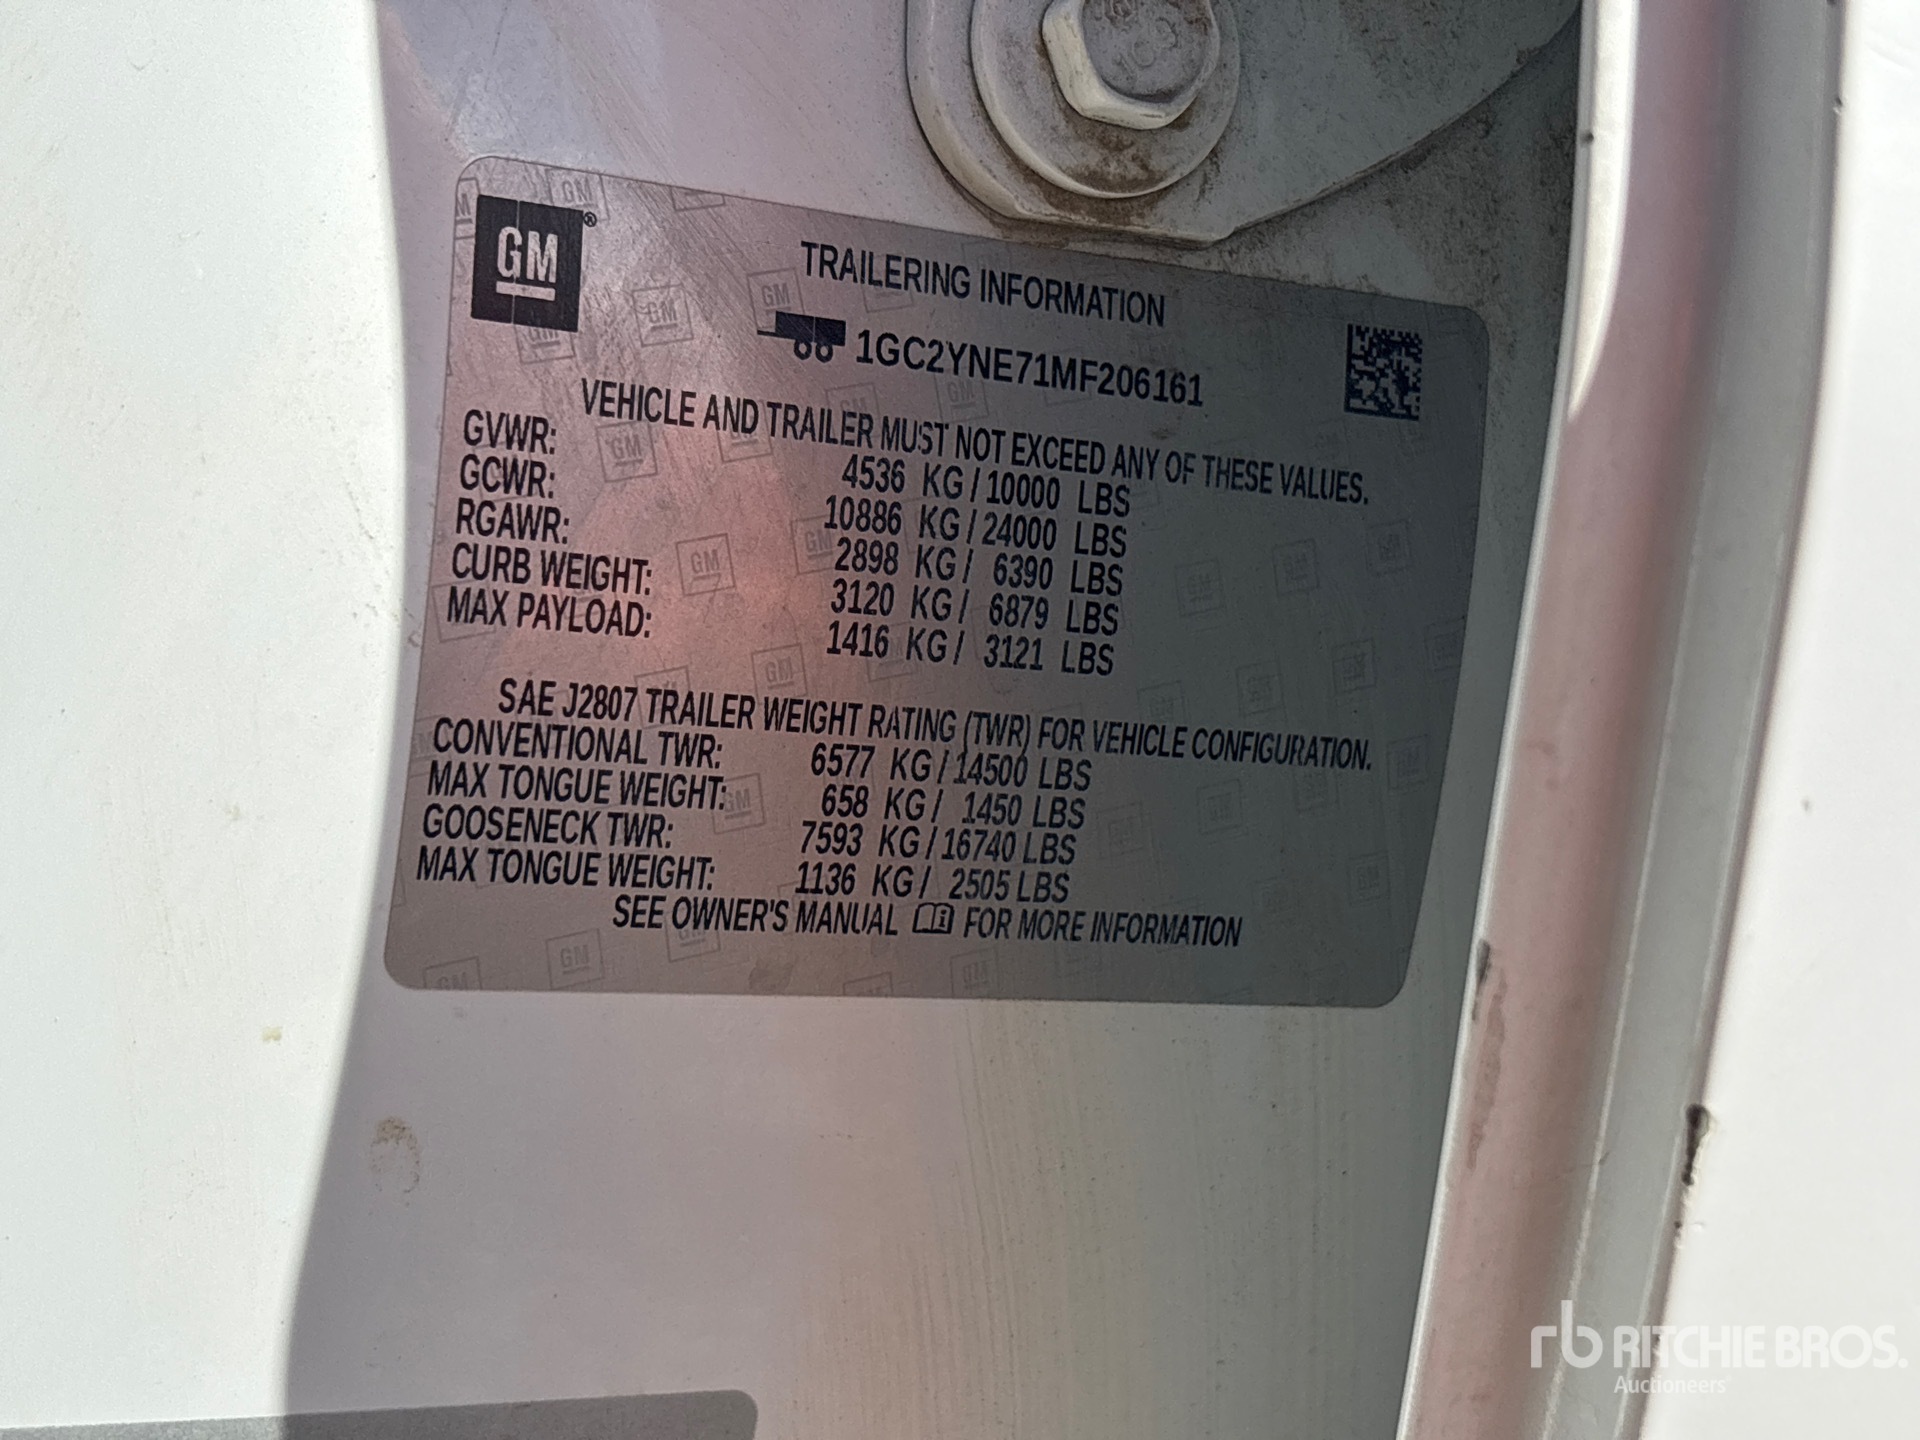 GM®
TRAILERING INFORMATION
1GC2YNE71MF206161
VEHICLE AND TRAILER MUST NOT EXCEED ANY OF THESE VALUES.
GVWR: 4536 KG / 10000 LBS
GCWR: 10886 KG / 24000 LBS
RGAWR: 2898 KG / 6390 LBS
CURB WEIGHT: 3120 KG / 6879 LBS
MAX PAYLOAD: 1416 KG / 3121 LBS
SAE J2807 TRAILER WEIGHT RATING (TWR) FOR VEHICLE CONFIGURATION.
CONVENTIONAL TWR: 6577 KG / 14500 LBS
MAX TONGUE WEIGHT: 658 KG / 1450 LBS
GOOSENECK TWR: 7593 KG / 16740 LBS
MAX TONGUE WEIGHT: 1136 KG / 2505 LBS
SEE OWNER'S MANUAL FOR MORE INFORMATION
rb RITCHIE BROS.
Auctioneers